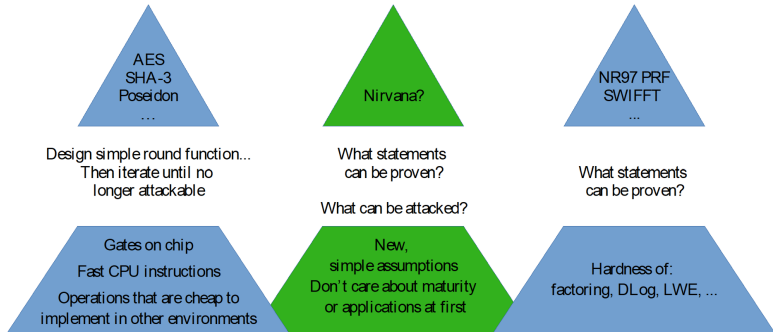 AES
SHA-3
Poseidon
...
Nirvana?
NR97 PRF
SWIFFT
...
Design simple round function...
Then iterate until no
longer attackable
What statements
can be proven?
What can be attacked?
What statements
can be proven?
Gates on chip
Fast CPU instructions
Operations that are cheap to
implement in other environments
New,
simple assumptions
Don't care about maturity
or applications at first
Hardness of:
factoring, DLog, LWE, ...